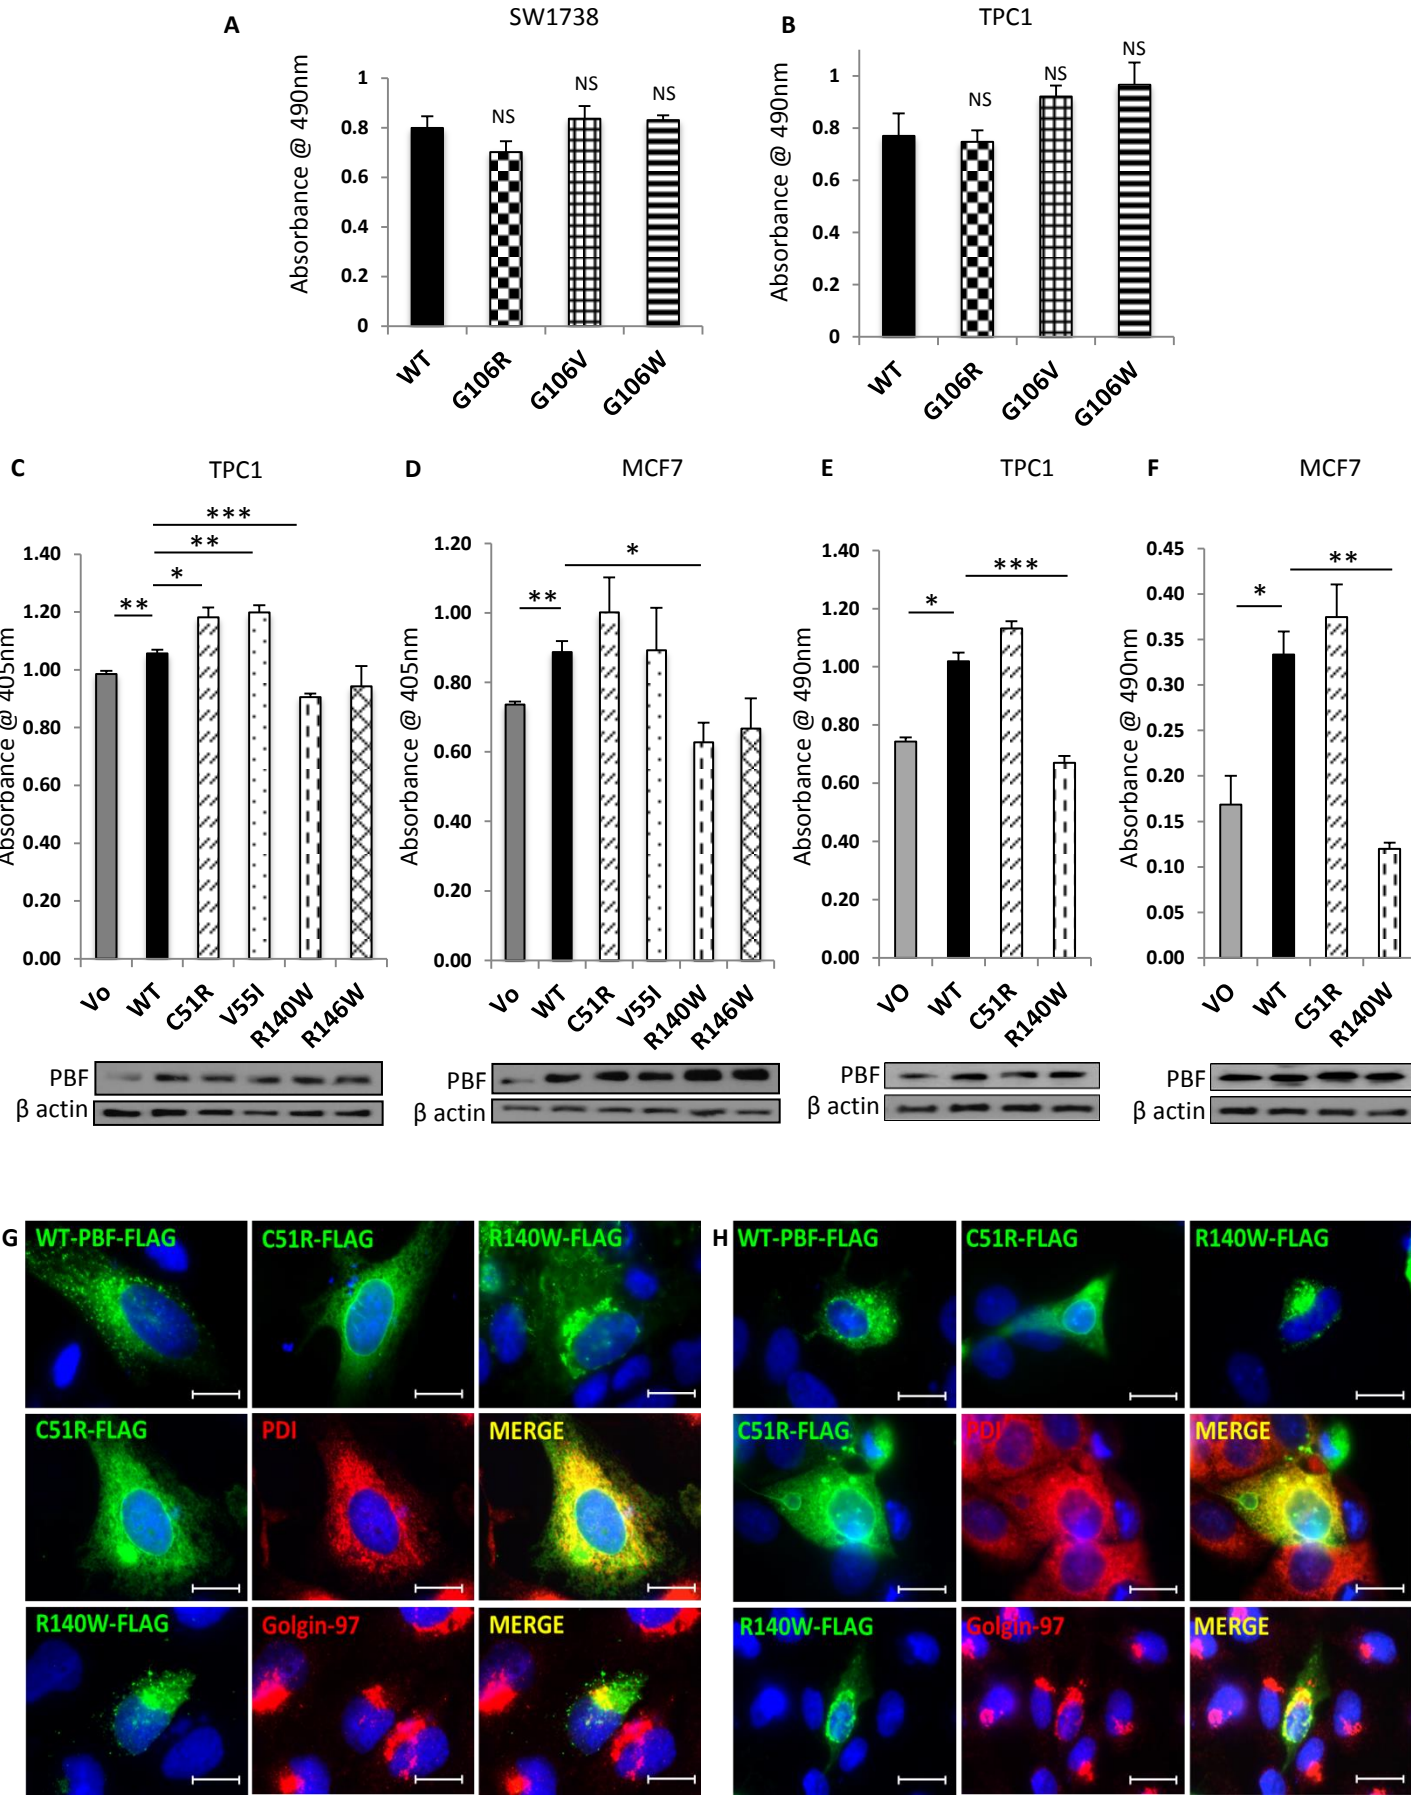 A
SW1738
Absorbance @ 490nm
1
0.8
0.6
0.4
0.2
0
NS
NS
NS
WT
G106R
G106V
G106W
B
TPC1
Absorbance @ 490nm
1
0.8
0.6
0.4
0.2
0
NS
NS
NS
WT
G106R
G106V
G106W
C
TPC1
Absorbance @ 405nm
1.40
1.20
1.00
0.80
0.60
0.40
0.20
0.00
***
**
*
**
Vo
WT
C51R
V55I
R140W
R146W
PBF
β actin
D
MCF7
Absorbance @ 405nm
1.20
1.00
0.80
0.60
0.40
0.20
0.00
*
**
Vo
WT
C51R
V55I
R140W
R146W
PBF
β actin
E
TPC1
Absorbance @ 490nm
1.40
1.20
1.00
0.80
0.60
0.40
0.20
0.00
***
*
VO
WT
C51R
R140W
PBF
β actin
F
MCF7
Absorbance @ 490nm
0.45
0.40
0.35
0.30
0.25
0.20
0.15
0.10
0.05
0.00
**
*
VO
WT
C51R
R140W
PBF
β actin
G
WT-PBF-FLAG
C51R-FLAG
R140W-FLAG
C51R-FLAG
PDI
MERGE
R140W-FLAG
Golgin-97
MERGE
H
WT-PBF-FLAG
C51R-FLAG
R140W-FLAG
C51R-FLAG
PDI
MERGE
R140W-FLAG
Golgin-97
MERGE